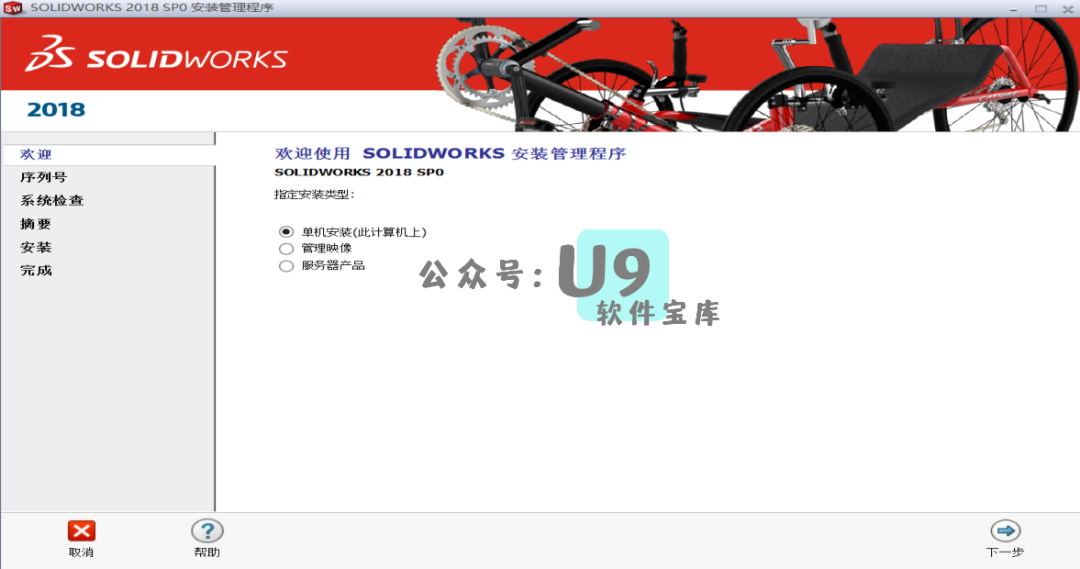 SOLIDWORKS 2018 SP0 安装管理程序
SOLIDWORKS
2018
欢迎
序列号
系统检查
摘要
安装
完成
欢迎使用 SOLIDWORKS 安装管理程序
SOLIDWORKS 2018 SP0
指定安装类型:
单机安装(此计算机上)
管理映像
服务器产品
公众号:U9
软件宝库
取消
帮助
下一步